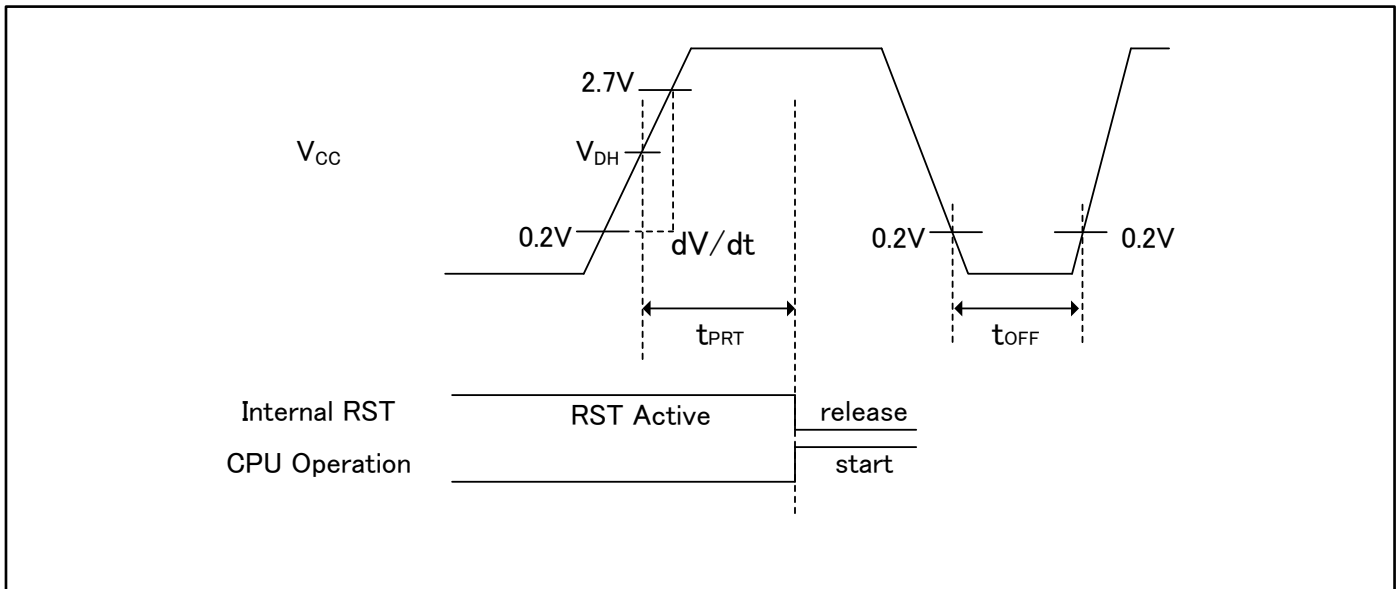 2.7V
VCC
VDH
0.2V
dV/dt
0.2V
0.2V
tPRT
tOFF
Internal RST
RST Active
release
CPU Operation
start